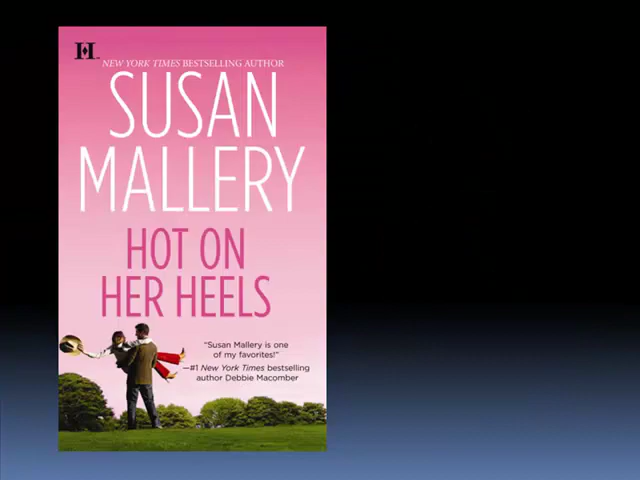 H
NEW YORK TIMES BESTSELLING AUTHOR
SUSAN
MALLERY
HOT ON
HER HEELS
“Susan Mallery is one
of my favorites!”
—#1 New York Times bestselling
author Debbie Macomber